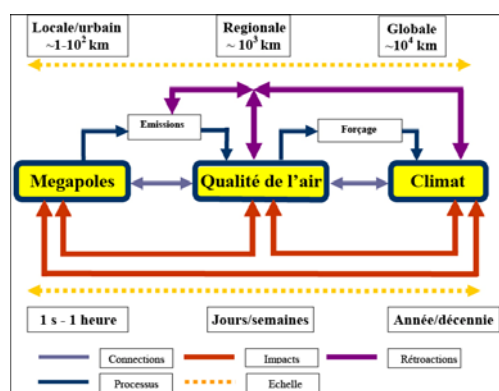 Locale/urbain
~1-10² km
Regionale
~ 10³ km
Globale
~10⁴ km
Emissions
Forçage
Megapoles
Qualité de l'air
Climat
1 s - 1 heure
Jours/semaines
Année/décennie
Connections
Impacts
Rétroactions
Processus
Echelle